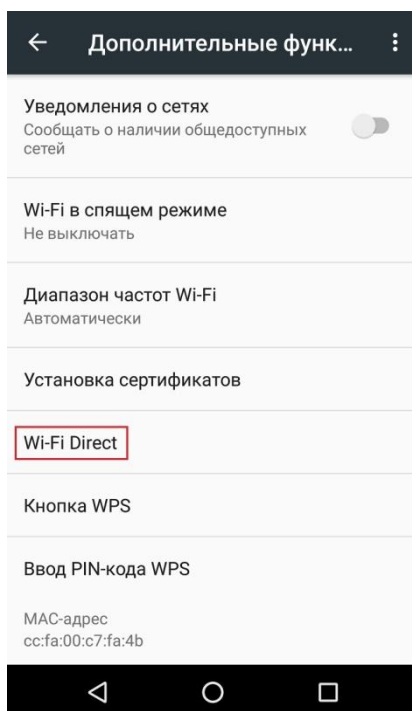 Дополнительные функ...
Уведомления о сетях
Сообщать о наличии общедоступных
сетей
Wi-Fi в спящем режиме
Не выключать
Диапазон частот Wi-Fi
Автоматически
Установка сертификатов
Wi-Fi Direct
Кнопка WPS
Ввод PIN-кода WPS
MAC-адрес
cc:fa:00:c7:fa:4b